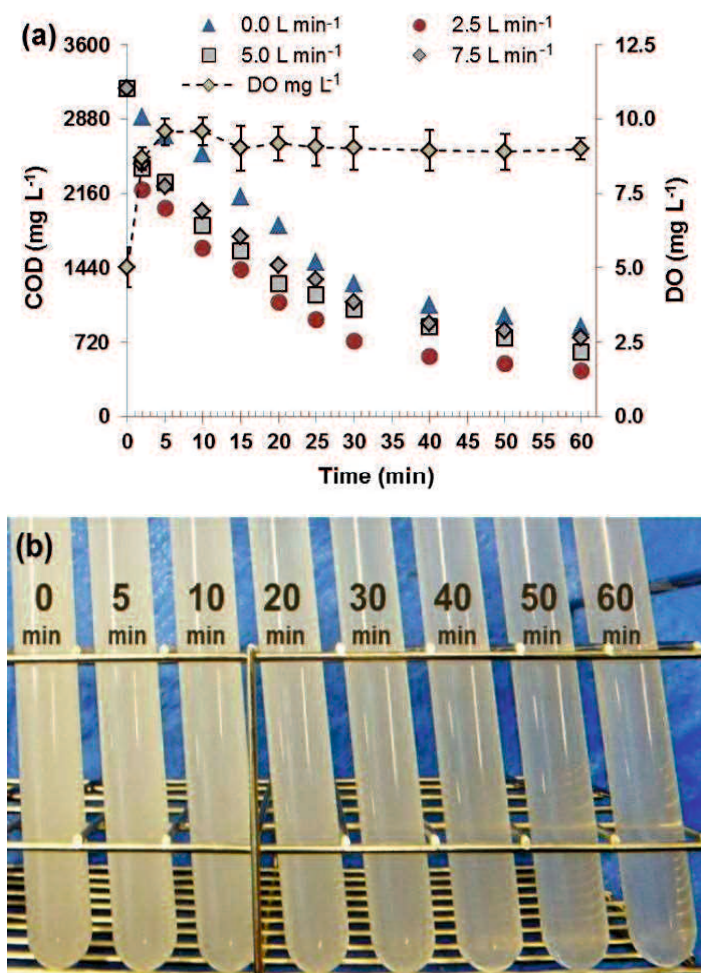 (a)
0.0 L min⁻¹ 2.5 L min⁻¹
5.0 L min⁻¹ 7.5 L min⁻¹
DO mg L⁻¹
3600
2880
2160
1440
720
0
COD (mg L⁻¹)
12.5
10.0
7.5
5.0
2.5
0.0
DO (mg L⁻¹)
0 5 10 15 20 25 30 35 40 45 50 55 60
Time (min)
(b)
0 5 10 20 30 40 50 60
min min min min min min min min